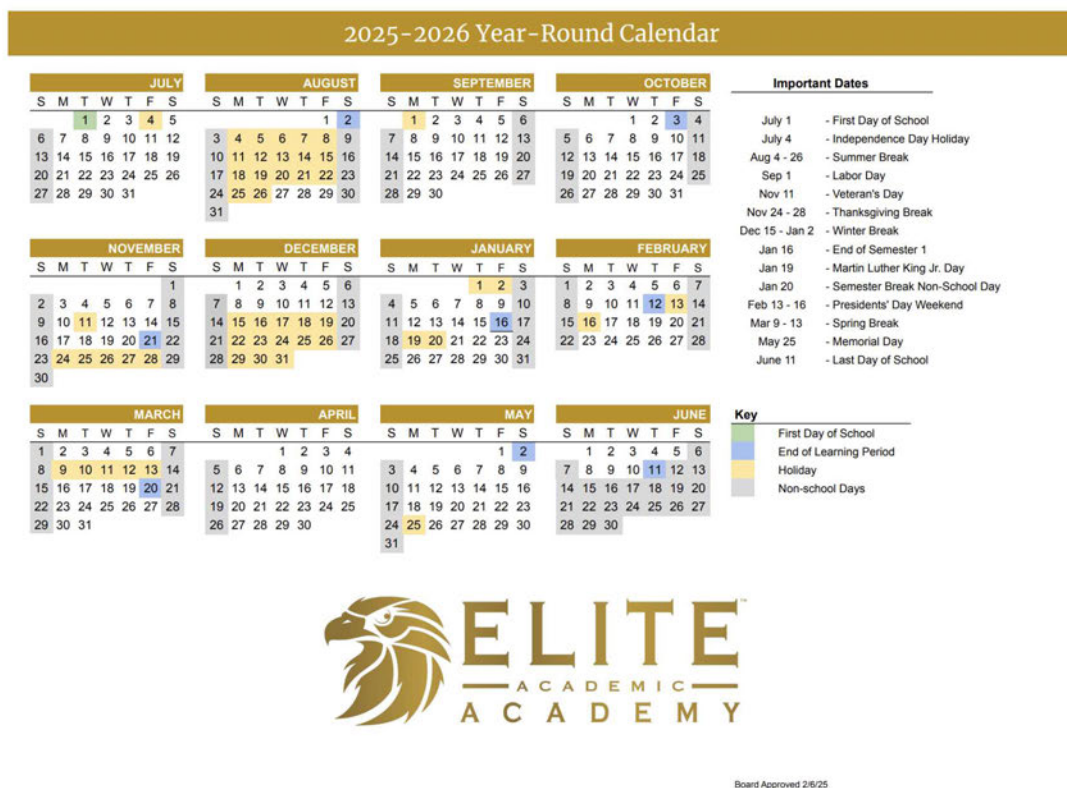 2025-2026 Year-Round Calendar
JULY
S M T W T F S
1 2 3 4 5
6 7 8 9 10 11 12
13 14 15 16 17 18 19
20 21 22 23 24 25 26
27 28 29 30 31
AUGUST
S M T W T F S
1 2
3 4 5 6 7 8 9
10 11 12 13 14 15 16
17 18 19 20 21 22 23
24 25 26 27 28 29 30
31
SEPTEMBER
S M T W T F S
1 2 3 4 5 6
7 8 9 10 11 12 13
14 15 16 17 18 19 20
21 22 23 24 25 26 27
28 29 30
OCTOBER
S M T W T F S
1 2 3 4
5 6 7 8 9 10 11
12 13 14 15 16 17 18
19 20 21 22 23 24 25
26 27 28 29 30 31
NOVEMBER
S M T W T F S
1
2 3 4 5 6 7 8
9 10 11 12 13 14 15
16 17 18 19 20 21 22
23 24 25 26 27 28 29
30
DECEMBER
S M T W T F S
1 2 3 4 5 6
7 8 9 10 11 12 13
14 15 16 17 18 19 20
21 22 23 24 25 26 27
28 29 30 31
JANUARY
S M T W T F S
1 2 3
4 5 6 7 8 9 10
11 12 13 14 15 16 17
18 19 20 21 22 23 24
25 26 27 28 29 30 31
FEBRUARY
S M T W T F S
1 2 3 4 5 6 7
8 9 10 11 12 13 14
15 16 17 18 19 20 21
22 23 24 25 26 27 28
MARCH
S M T W T F S
1 2 3 4 5 6 7
8 9 10 11 12 13 14
15 16 17 18 19 20 21
22 23 24 25 26 27 28
29 30 31
APRIL
S M T W T F S
1 2 3 4
5 6 7 8 9 10 11
12 13 14 15 16 17 18
19 20 21 22 23 24 25
26 27 28 29 30
MAY
S M T W T F S
1 2
3 4 5 6 7 8 9
10 11 12 13 14 15 16
17 18 19 20 21 22 23
24 25 26 27 28 29 30
31
JUNE
S M T W T F S
1 2 3 4 5 6
7 8 9 10 11 12 13
14 15 16 17 18 19 20
21 22 23 24 25 26 27
28 29 30
Important Dates
July 1 - First Day of School
July 4 - Independence Day Holiday
Aug 4 - 26 - Summer Break
Sep 1 - Labor Day
Nov 11 - Veteran's Day
Nov 24 - 28 - Thanksgiving Break
Dec 15 - Jan 2 - Winter Break
Jan 16 - End of Semester 1
Jan 19 - Martin Luther King Jr. Day
Jan 20 - Semester Break Non-School Day
Feb 13 - 16 - Presidents' Day Weekend
Mar 9 - 13 - Spring Break
May 25 - Memorial Day
June 11 - Last Day of School
Key
First Day of School
End of Learning Period
Holiday
Non-school Days
ELITE™
ACADEMIC
ACADEMY
Board Approved 2/6/25